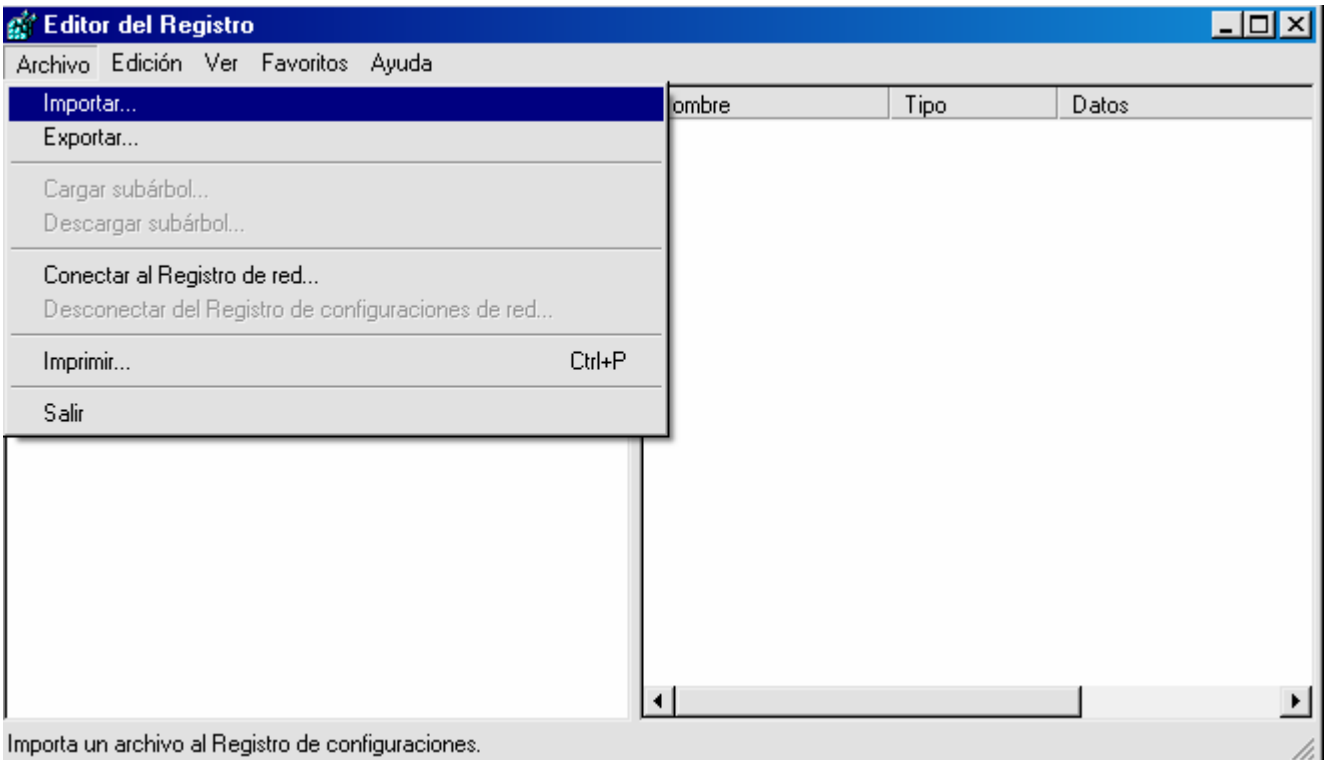 Editor del Registro
Archivo Edición Ver Favoritos Ayuda
Importar...
ombre Tipo Datos
Exportar...
Cargar subárbol...
Descargar subárbol...
Conectar al Registro de red...
Desconectar del Registro de configuraciones de red...
Imprimir... Ctrl+P
Salir
Importa un archivo al Registro de configuraciones.